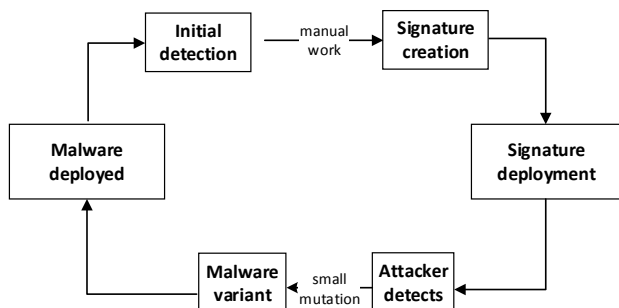 Initial
detection
manual
work
Signature
creation
Malware
deployed
Signature
deployment
Malware
variant
small
mutation
Attacker
detects